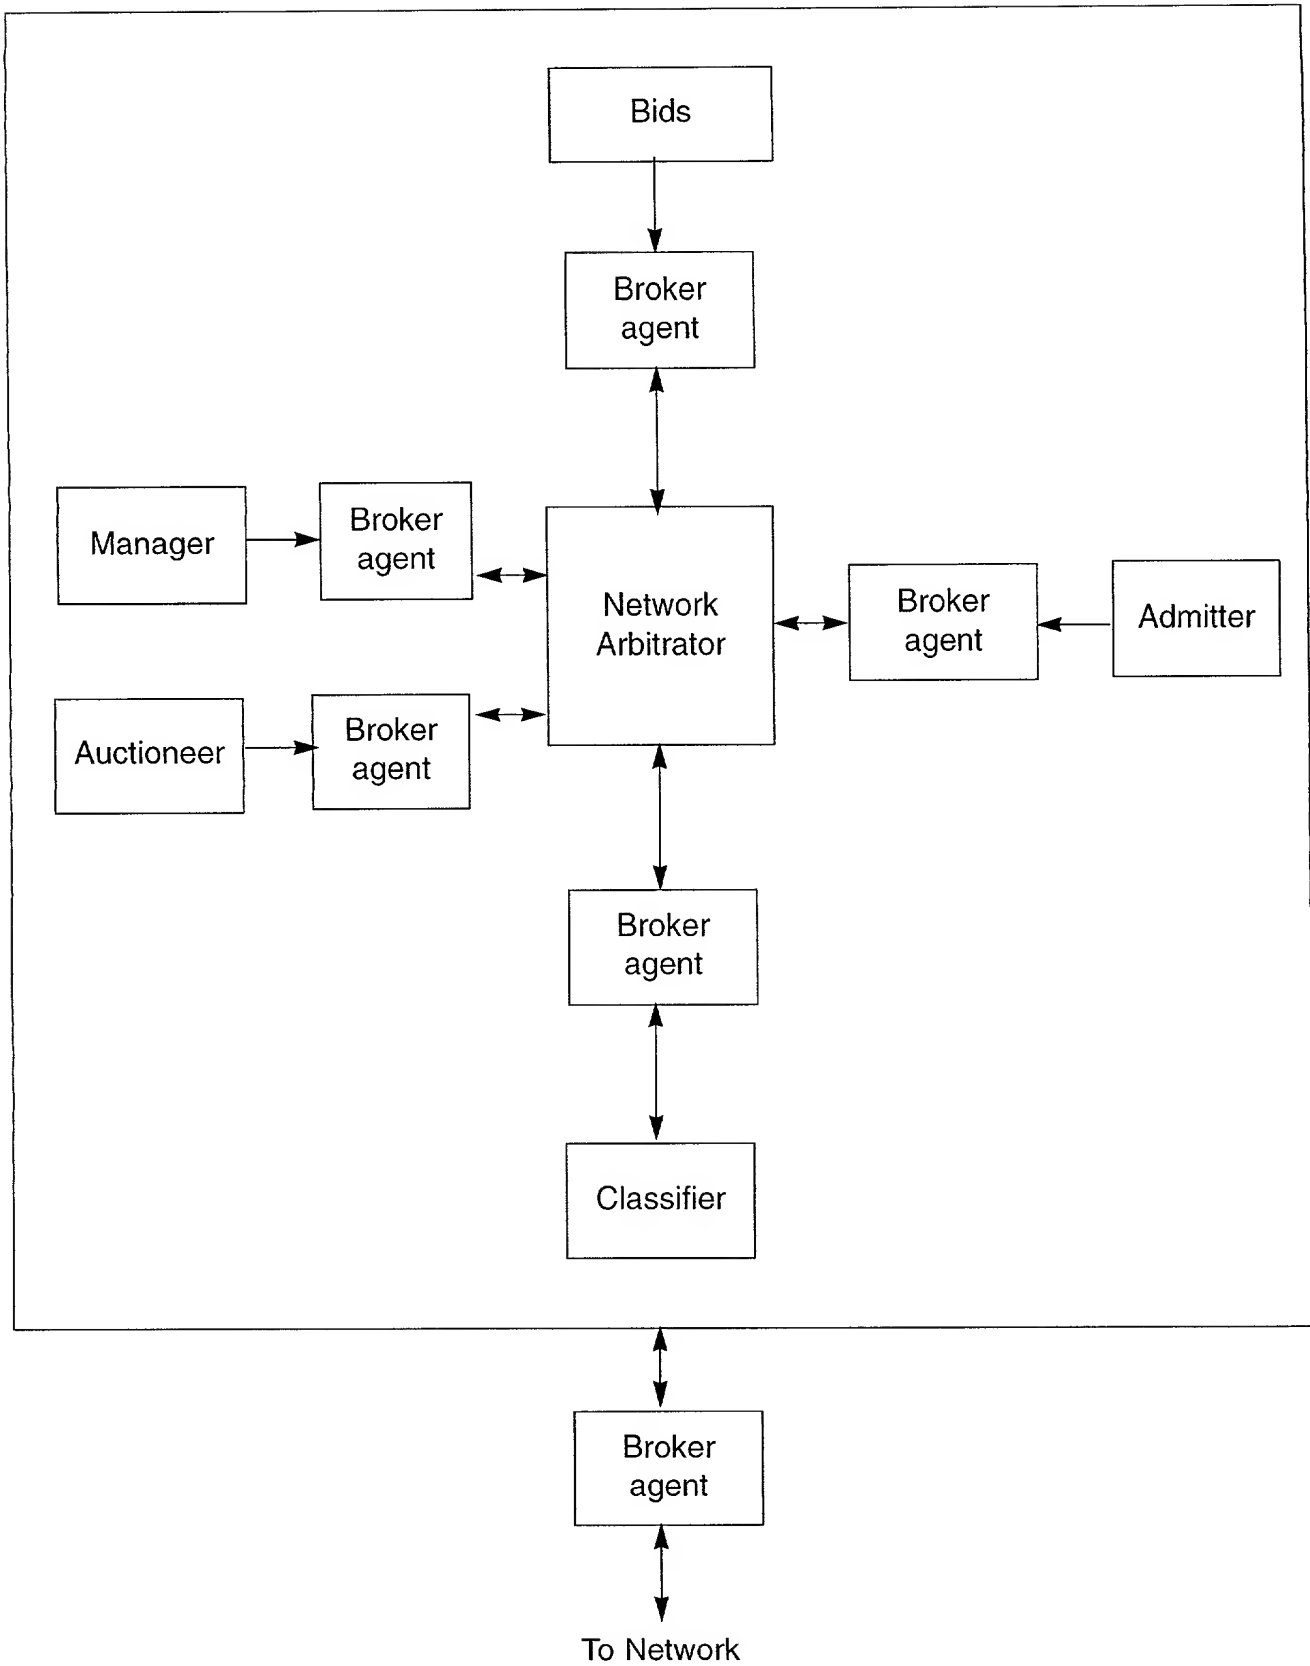 Bids
Broker
agent
Manager
Broker
agent
Network
Arbitrator
Broker
agent
Admitter
Auctioneer
Broker
agent
Broker
agent
Classifier
Broker
agent
To Network